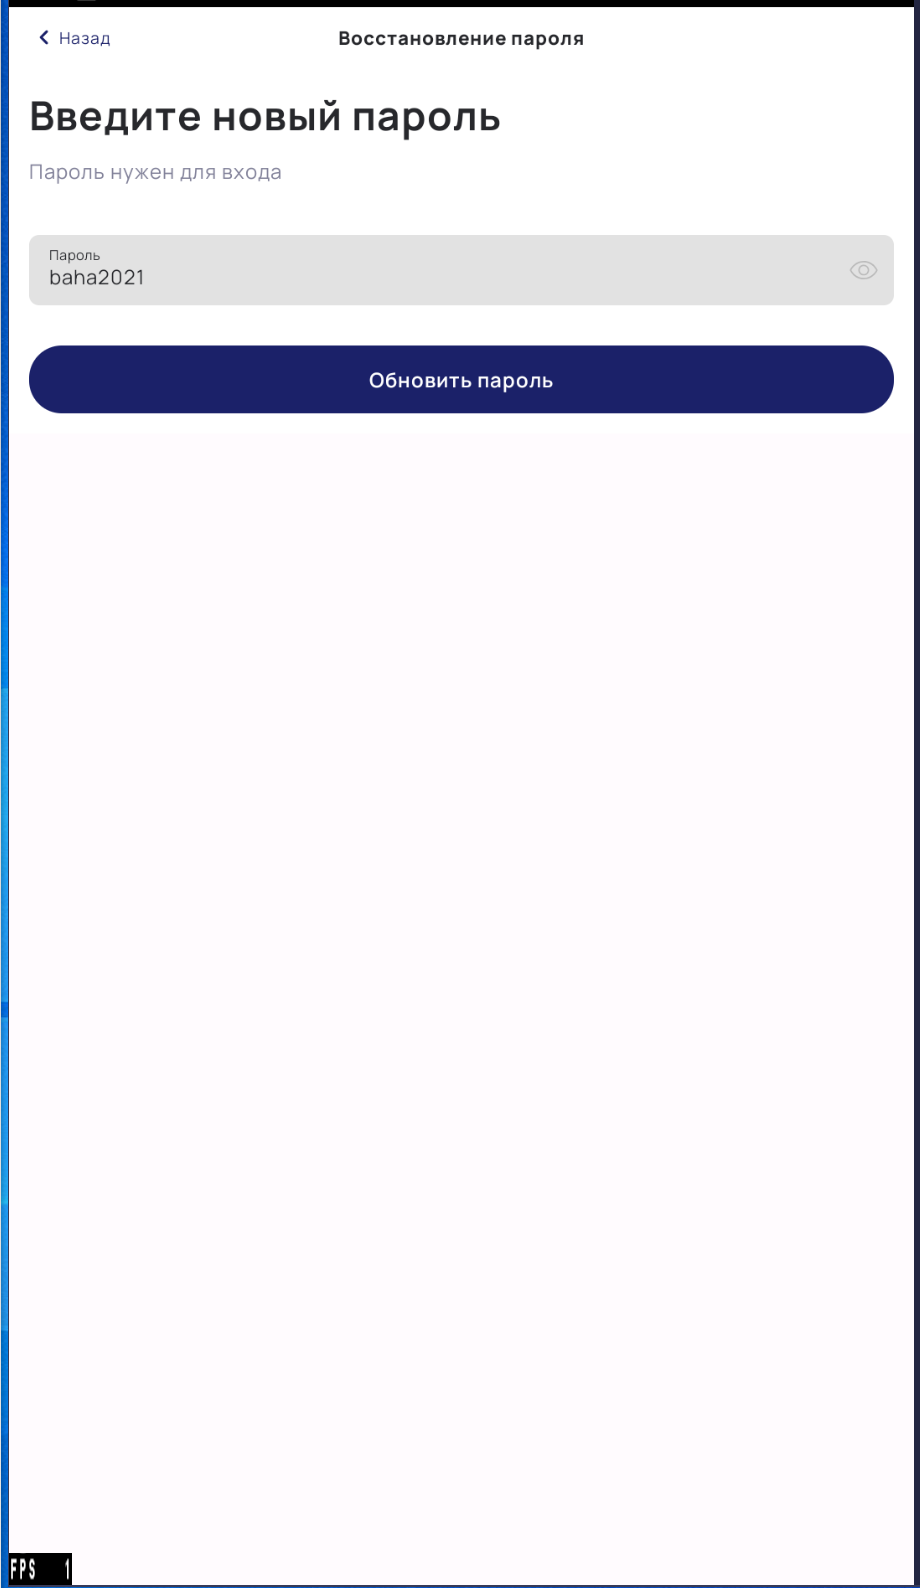 Назад
Восстановление пароля
Введите новый пароль
Пароль нужен для входа
Пароль
baha2021
Обновить пароль
FPS 1